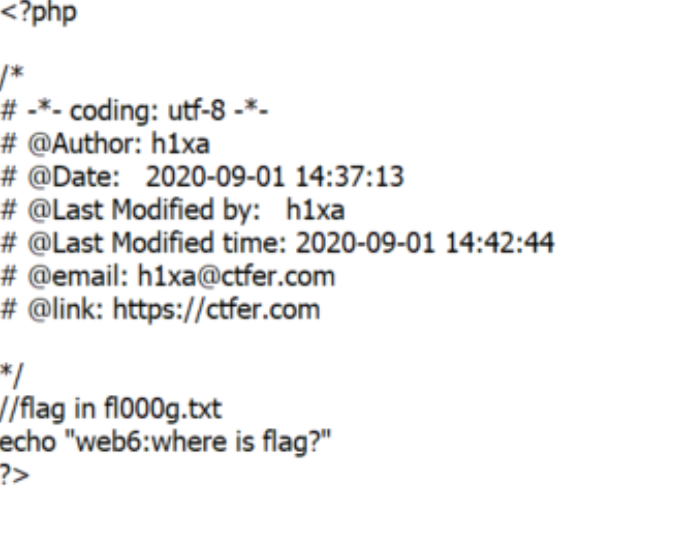 <?php
/*
# -*- coding: utf-8 -*-
# @Author: h1xa
# @Date:   2020-09-01 14:37:13
# @Last Modified by:   h1xa
# @Last Modified time: 2020-09-01 14:42:44
# @email: h1xa@ctfer.com
# @link: https://ctfer.com
*/
//flag in fl000g.txt
echo "web6:where is flag?"
?>